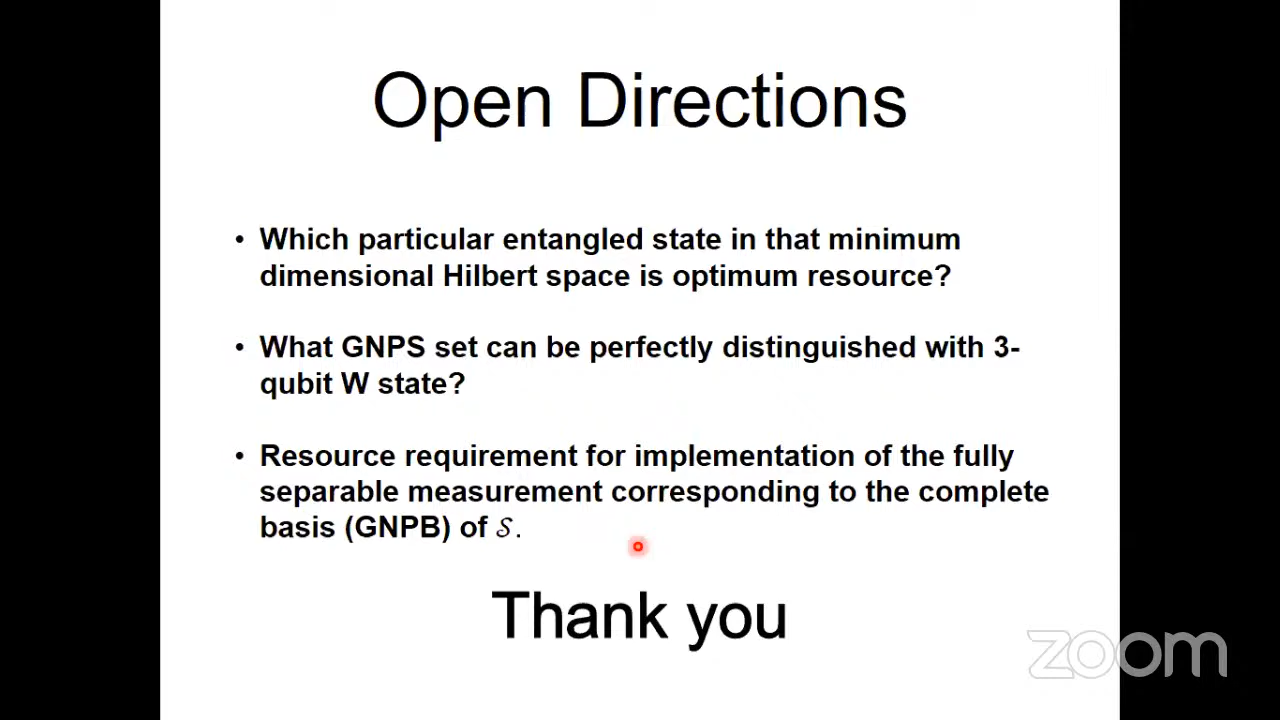 Open Directions
• Which particular entangled state in that minimum
dimensional Hilbert space is optimum resource?
• What GNPS set can be perfectly distinguished with 3-
qubit W state?
• Resource requirement for implementation of the fully
separable measurement corresponding to the complete
basis (GNPB) of 𝒮.
Thank you
zoom